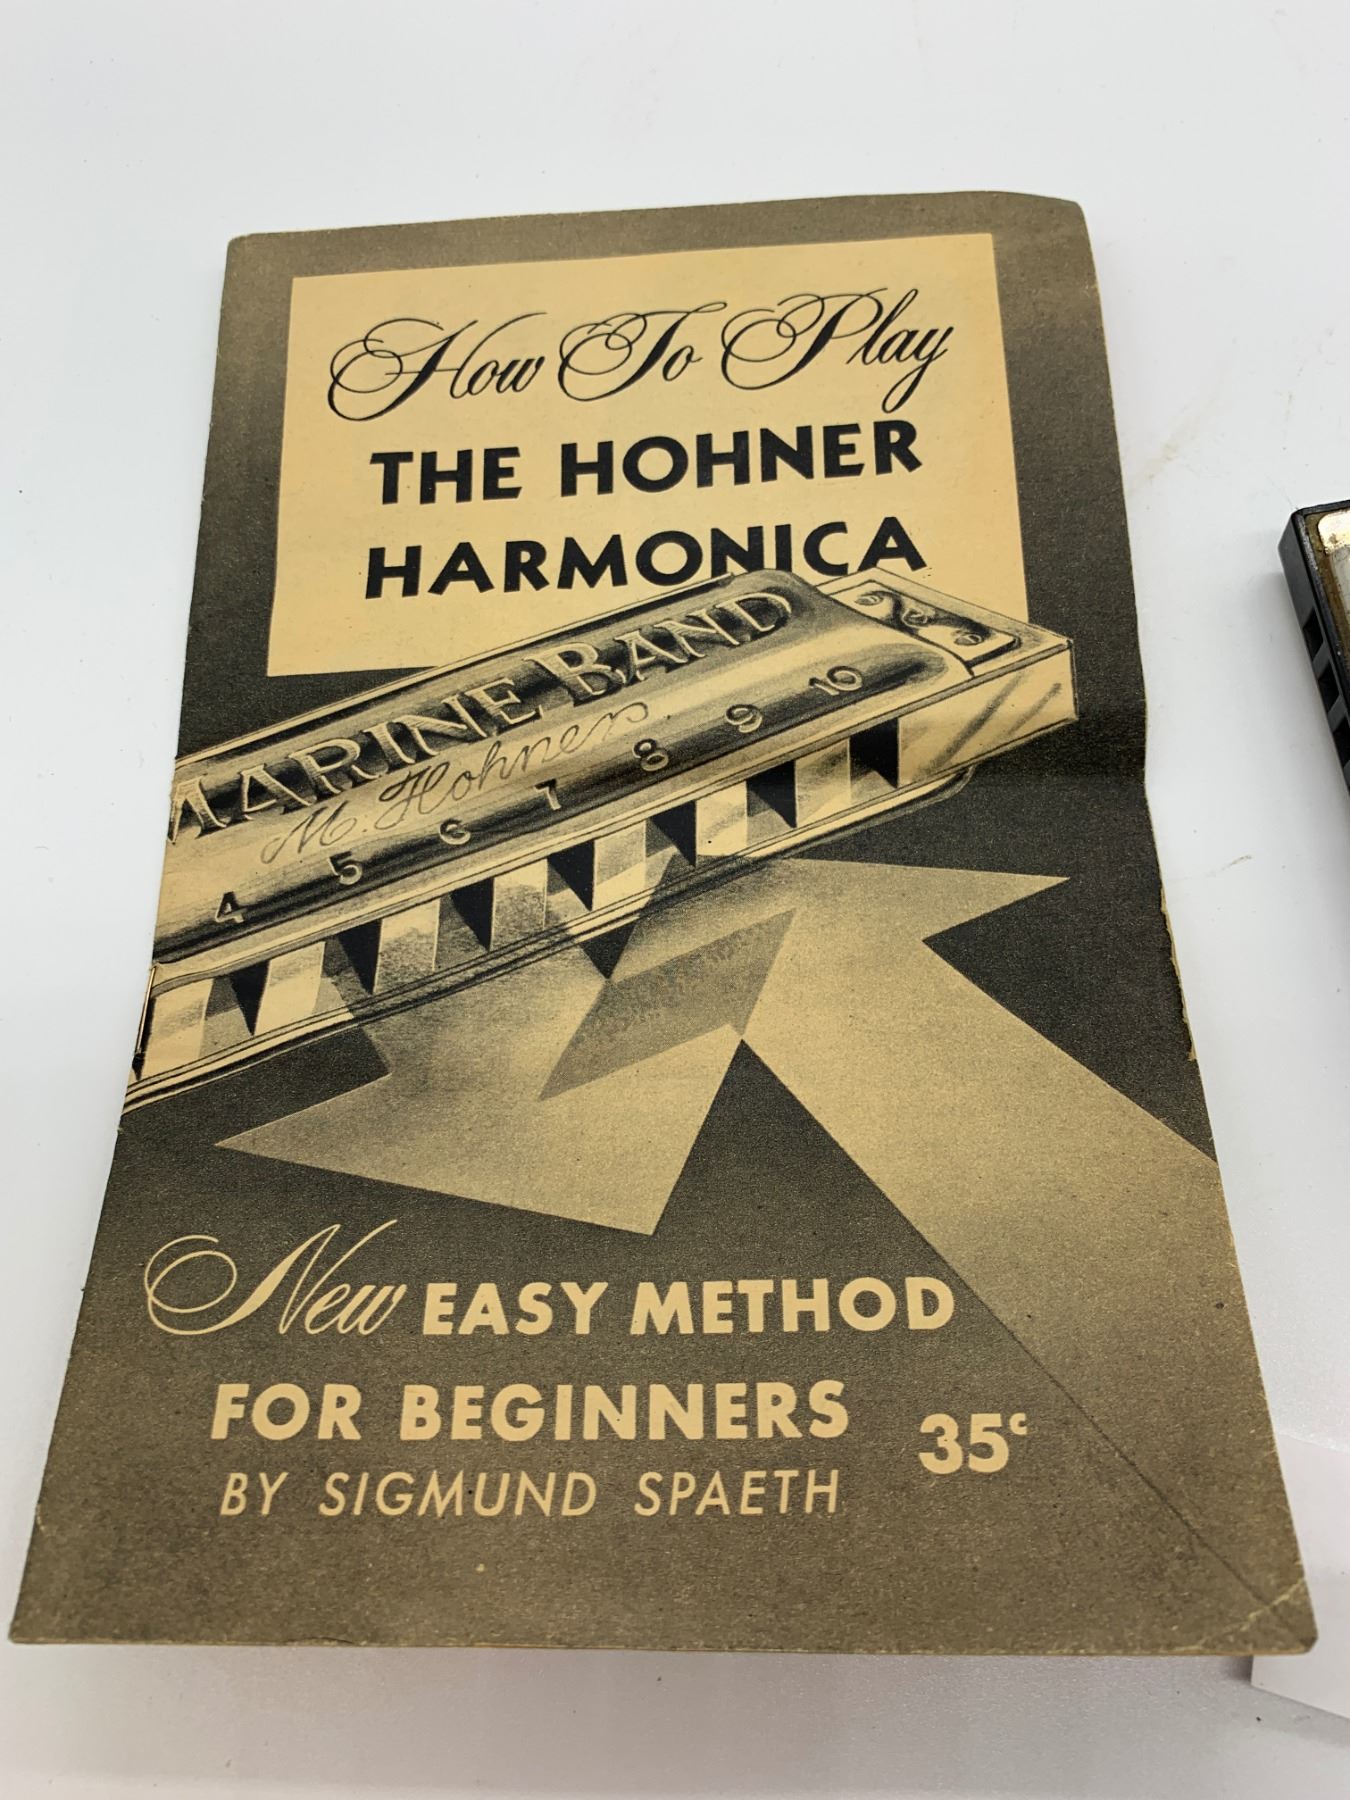 How To Play
THE HOHNER
HARMONICA
MARINE BAND
M. Hohner
4 5 6 7 8 9 10
New EASY METHOD
FOR BEGINNERS 35¢
BY SIGMUND SPAETH